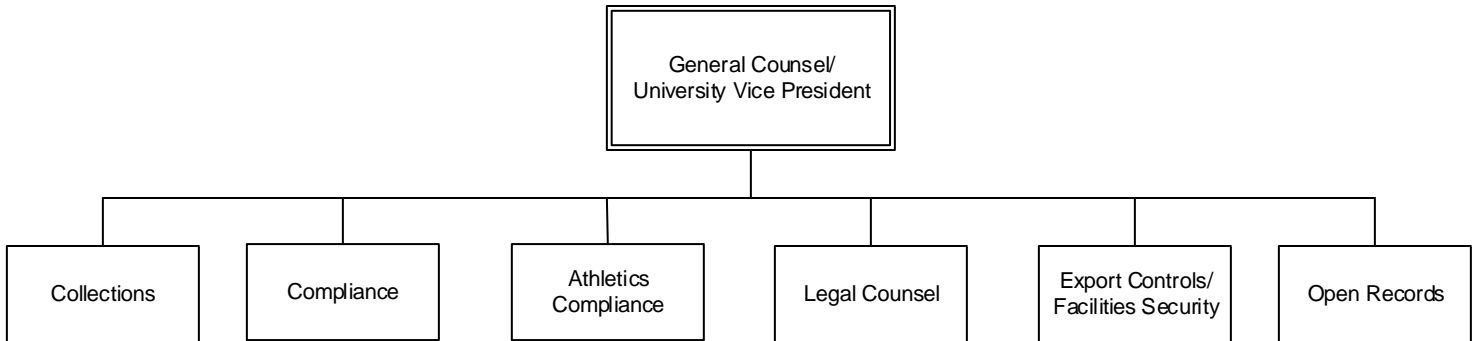 General Counsel/
University Vice President
Collections
Compliance
Athletics
Compliance
Legal Counsel
Export Controls/
Facilities Security
Open Records